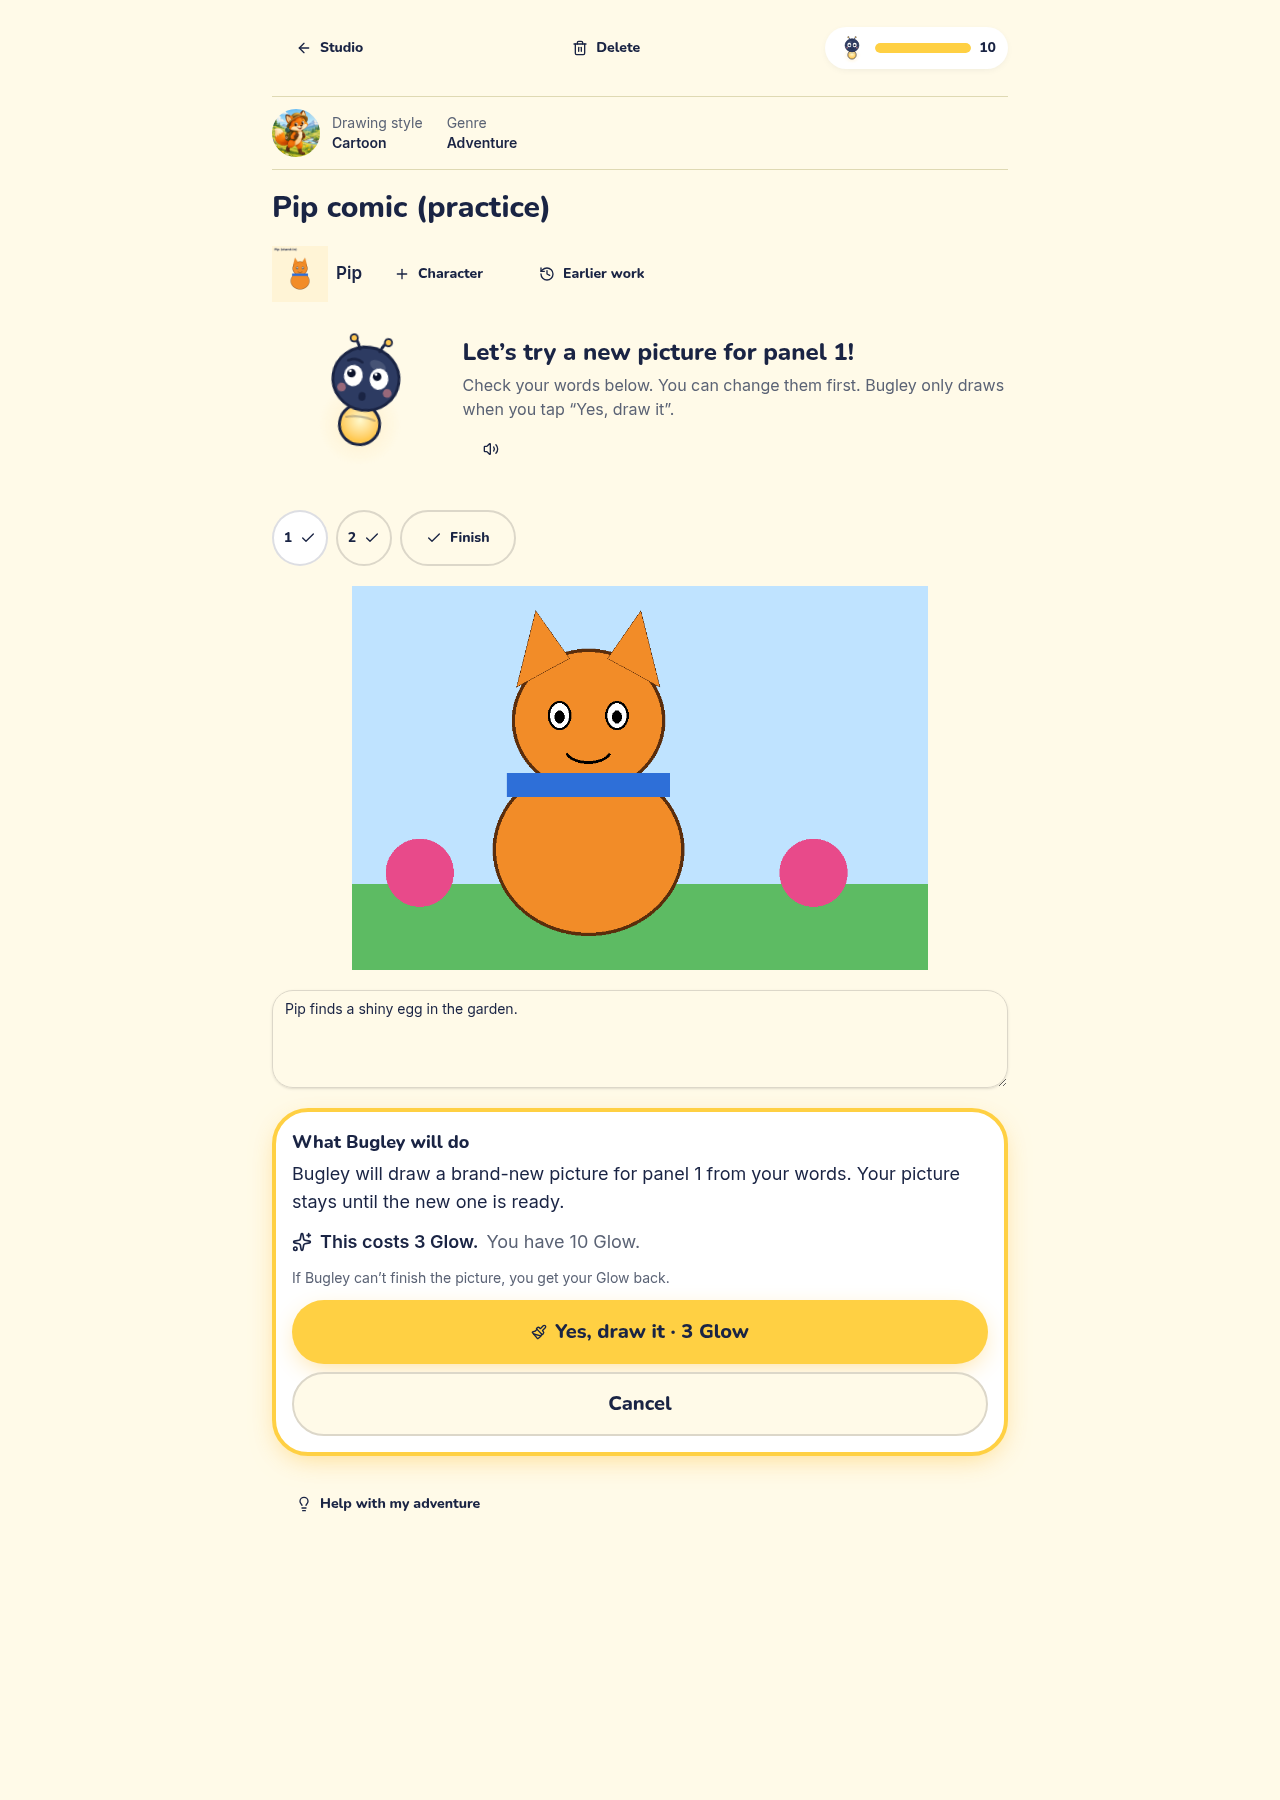 Studio
Delete
10
Drawing style
Cartoon
Genre
Adventure
Pip comic (practice)
Pip
Character
Earlier work
Let’s try a new picture for panel 1!
Check your words below. You can change them first. Bugley only draws
when you tap “Yes, draw it”.
1
2
Finish
Pip finds a shiny egg in the garden.
What Bugley will do
Bugley will draw a brand-new picture for panel 1 from your words. Your picture
stays until the new one is ready.
This costs 3 Glow. You have 10 Glow.
If Bugley can’t finish the picture, you get your Glow back.
Yes, draw it · 3 Glow
Cancel
Help with my adventure